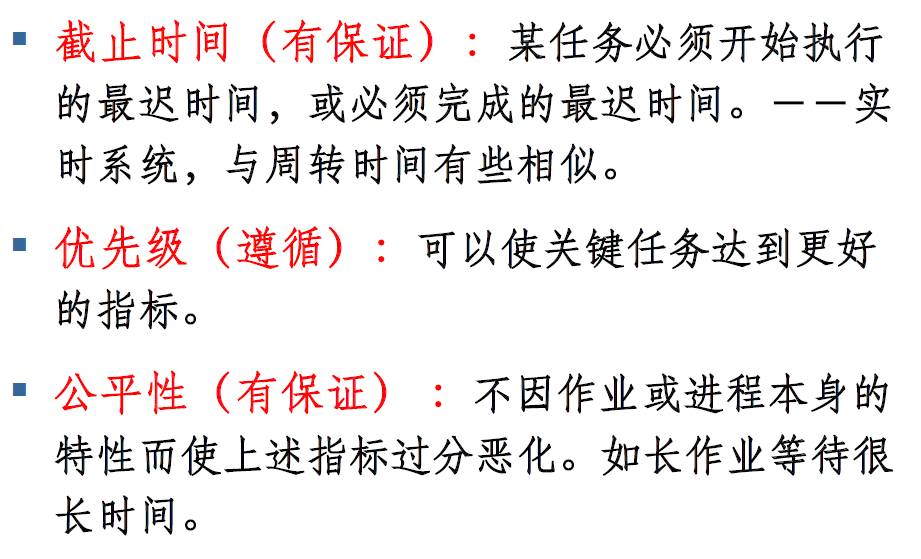 ▪ 截止时间（有保证）：某任务必须开始执行
的最迟时间，或必须完成的最迟时间。－－实
时系统，与周转时间有些相似。
▪ 优先级（遵循）：可以使关键任务达到更好
的指标。
▪ 公平性（有保证）：不因作业或进程本身的
特性而使上述指标过分恶化。如长作业等待很
长时间。